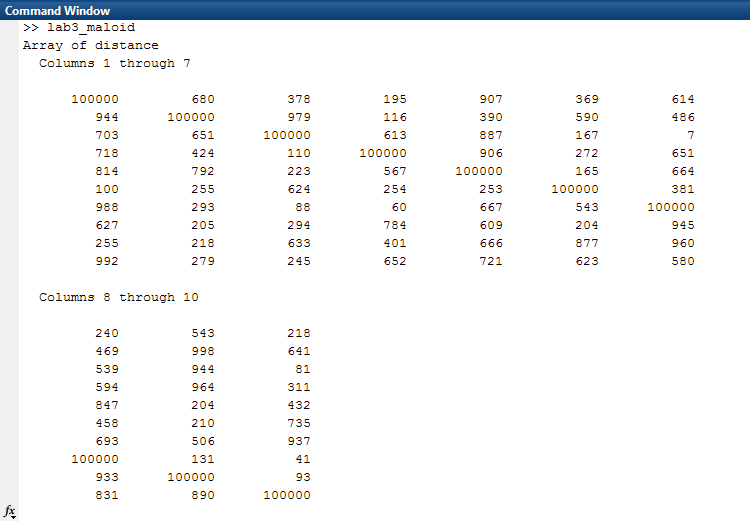 Command Window
>> lab3_maloid
Array of distance
Columns 1 through 7
100000 680 378 195 907 369 614
944 100000 979 116 390 590 486
703 651 100000 613 887 167 7
718 424 110 100000 906 272 651
814 792 223 567 100000 165 664
100 255 624 254 253 100000 381
988 293 88 60 667 543 100000
627 205 294 784 609 204 945
255 218 633 401 666 877 960
992 279 245 652 721 623 580
Columns 8 through 10
240 543 218
469 998 641
539 944 81
594 964 311
847 204 432
458 210 735
693 506 937
100000 131 41
933 100000 93
831 890 100000
fx